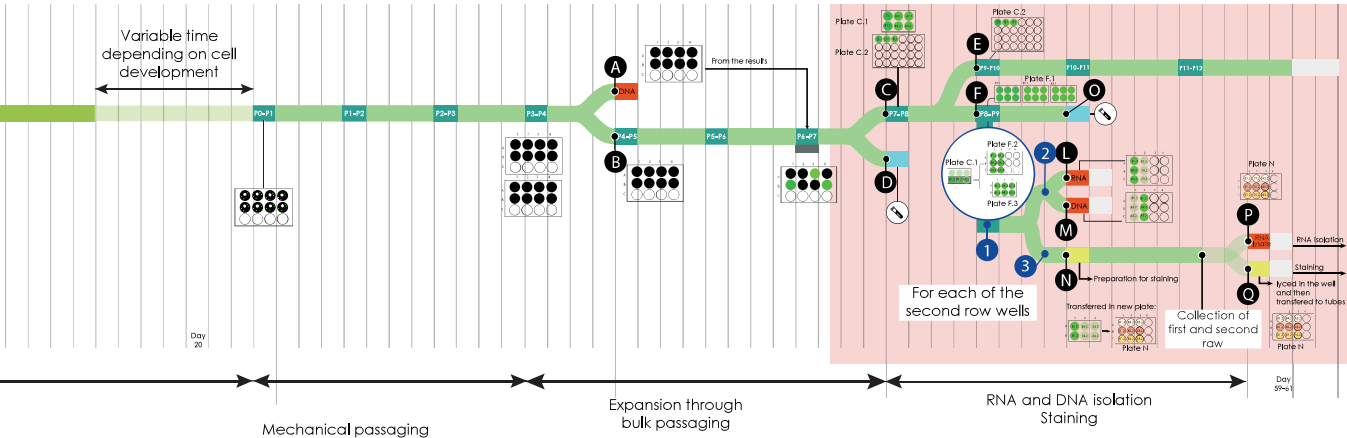 Variable time
depending on cell
development
Day
20
P0-P1
P1-P2
P2-P3
P3-P4
A
DNA
B
P4-P5
P5-P6
From the results
P6-P7
Plate C.1
Plate C.2
C
P7-P8
D
E
Plate C.2
P9-P10
P10-P11
P11-P12
F
Plate F.1
P8-P9
O
Plate F.2
Plate C.1
Plate F.3
1
2
3
L
RNA
DNA
M
N
Preparation for staining
For each of the
second row wells
Transferred in new plate:
Plate N
Collection of
first and second
raw
Plate N
P
RNA
lysate
RNA Isolation
Staining
Q
lyced in the well
and then
transfered to tubes
Plate N
Day
59-61
Mechanical passaging
Expansion through
bulk passaging
RNA and DNA isolation
Staining